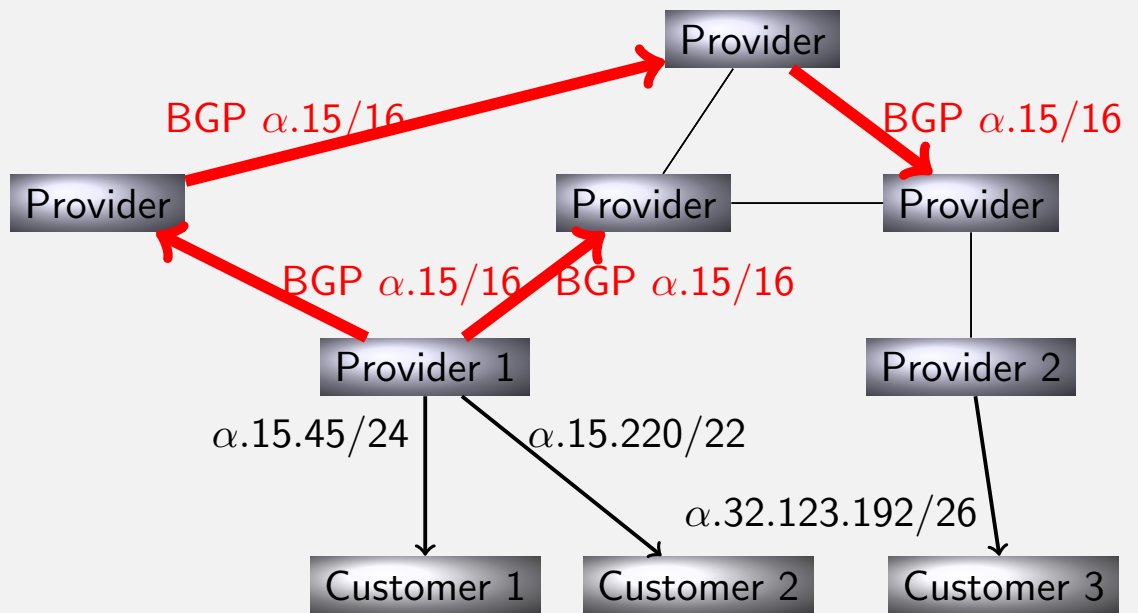 Provider
BGP α.15/16
BGP α.15/16
Provider
Provider
Provider
BGP α.15/16
BGP α.15/16
Provider 1
Provider 2
α.15.45/24
α.15.220/22
α.32.123.192/26
Customer 1
Customer 2
Customer 3